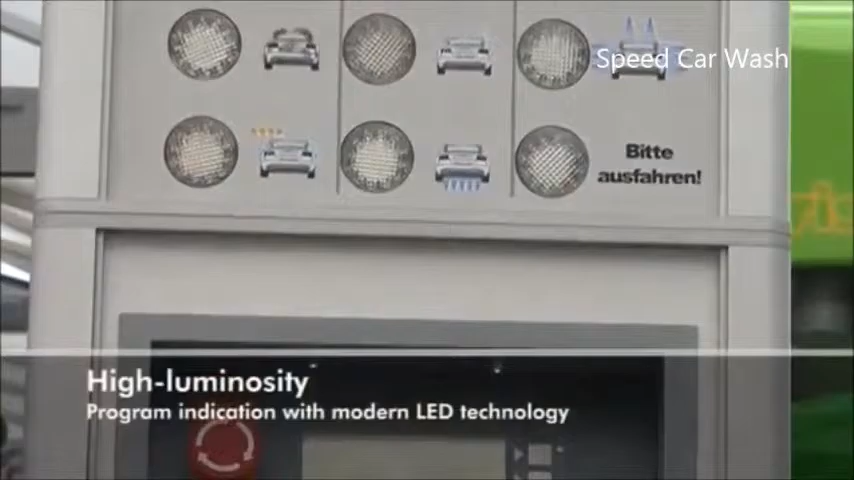 Speed Car Wash
Bitte
ausfahren!
High-luminosity
Program indication with modern LED technology